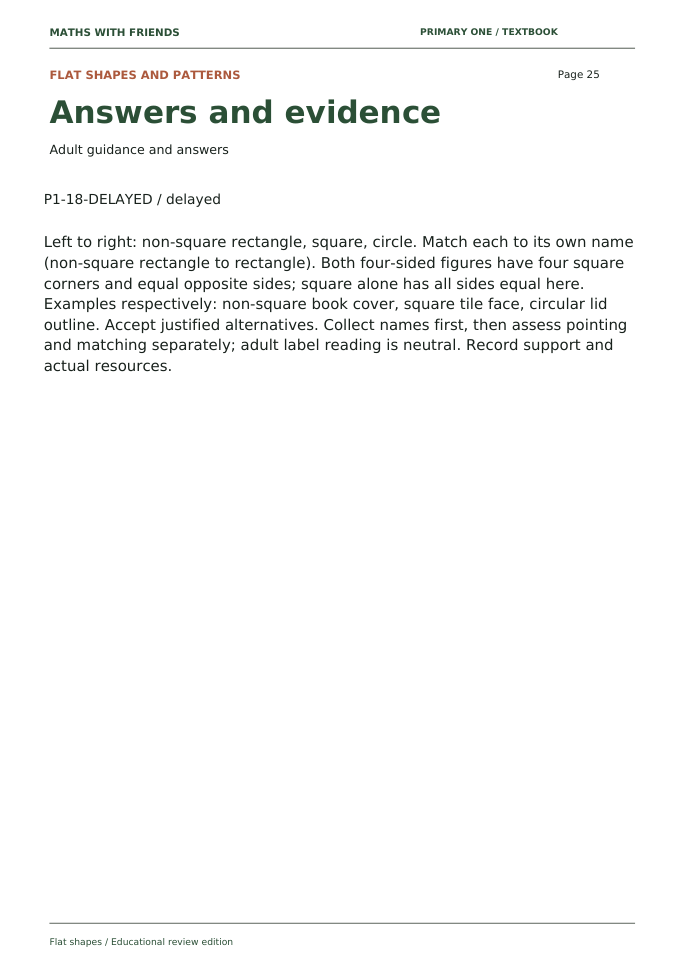 MATHS WITH FRIENDS
PRIMARY ONE / TEXTBOOK
FLAT SHAPES AND PATTERNS
Page 25
Answers and evidence
Adult guidance and answers
P1-18-DELAYED / delayed
Left to right: non-square rectangle, square, circle. Match each to its own name
(non-square rectangle to rectangle). Both four-sided figures have four square
corners and equal opposite sides; square alone has all sides equal here.
Examples respectively: non-square book cover, square tile face, circular lid
outline. Accept justified alternatives. Collect names first, then assess pointing
and matching separately; adult label reading is neutral. Record support and
actual resources.
Flat shapes / Educational review edition